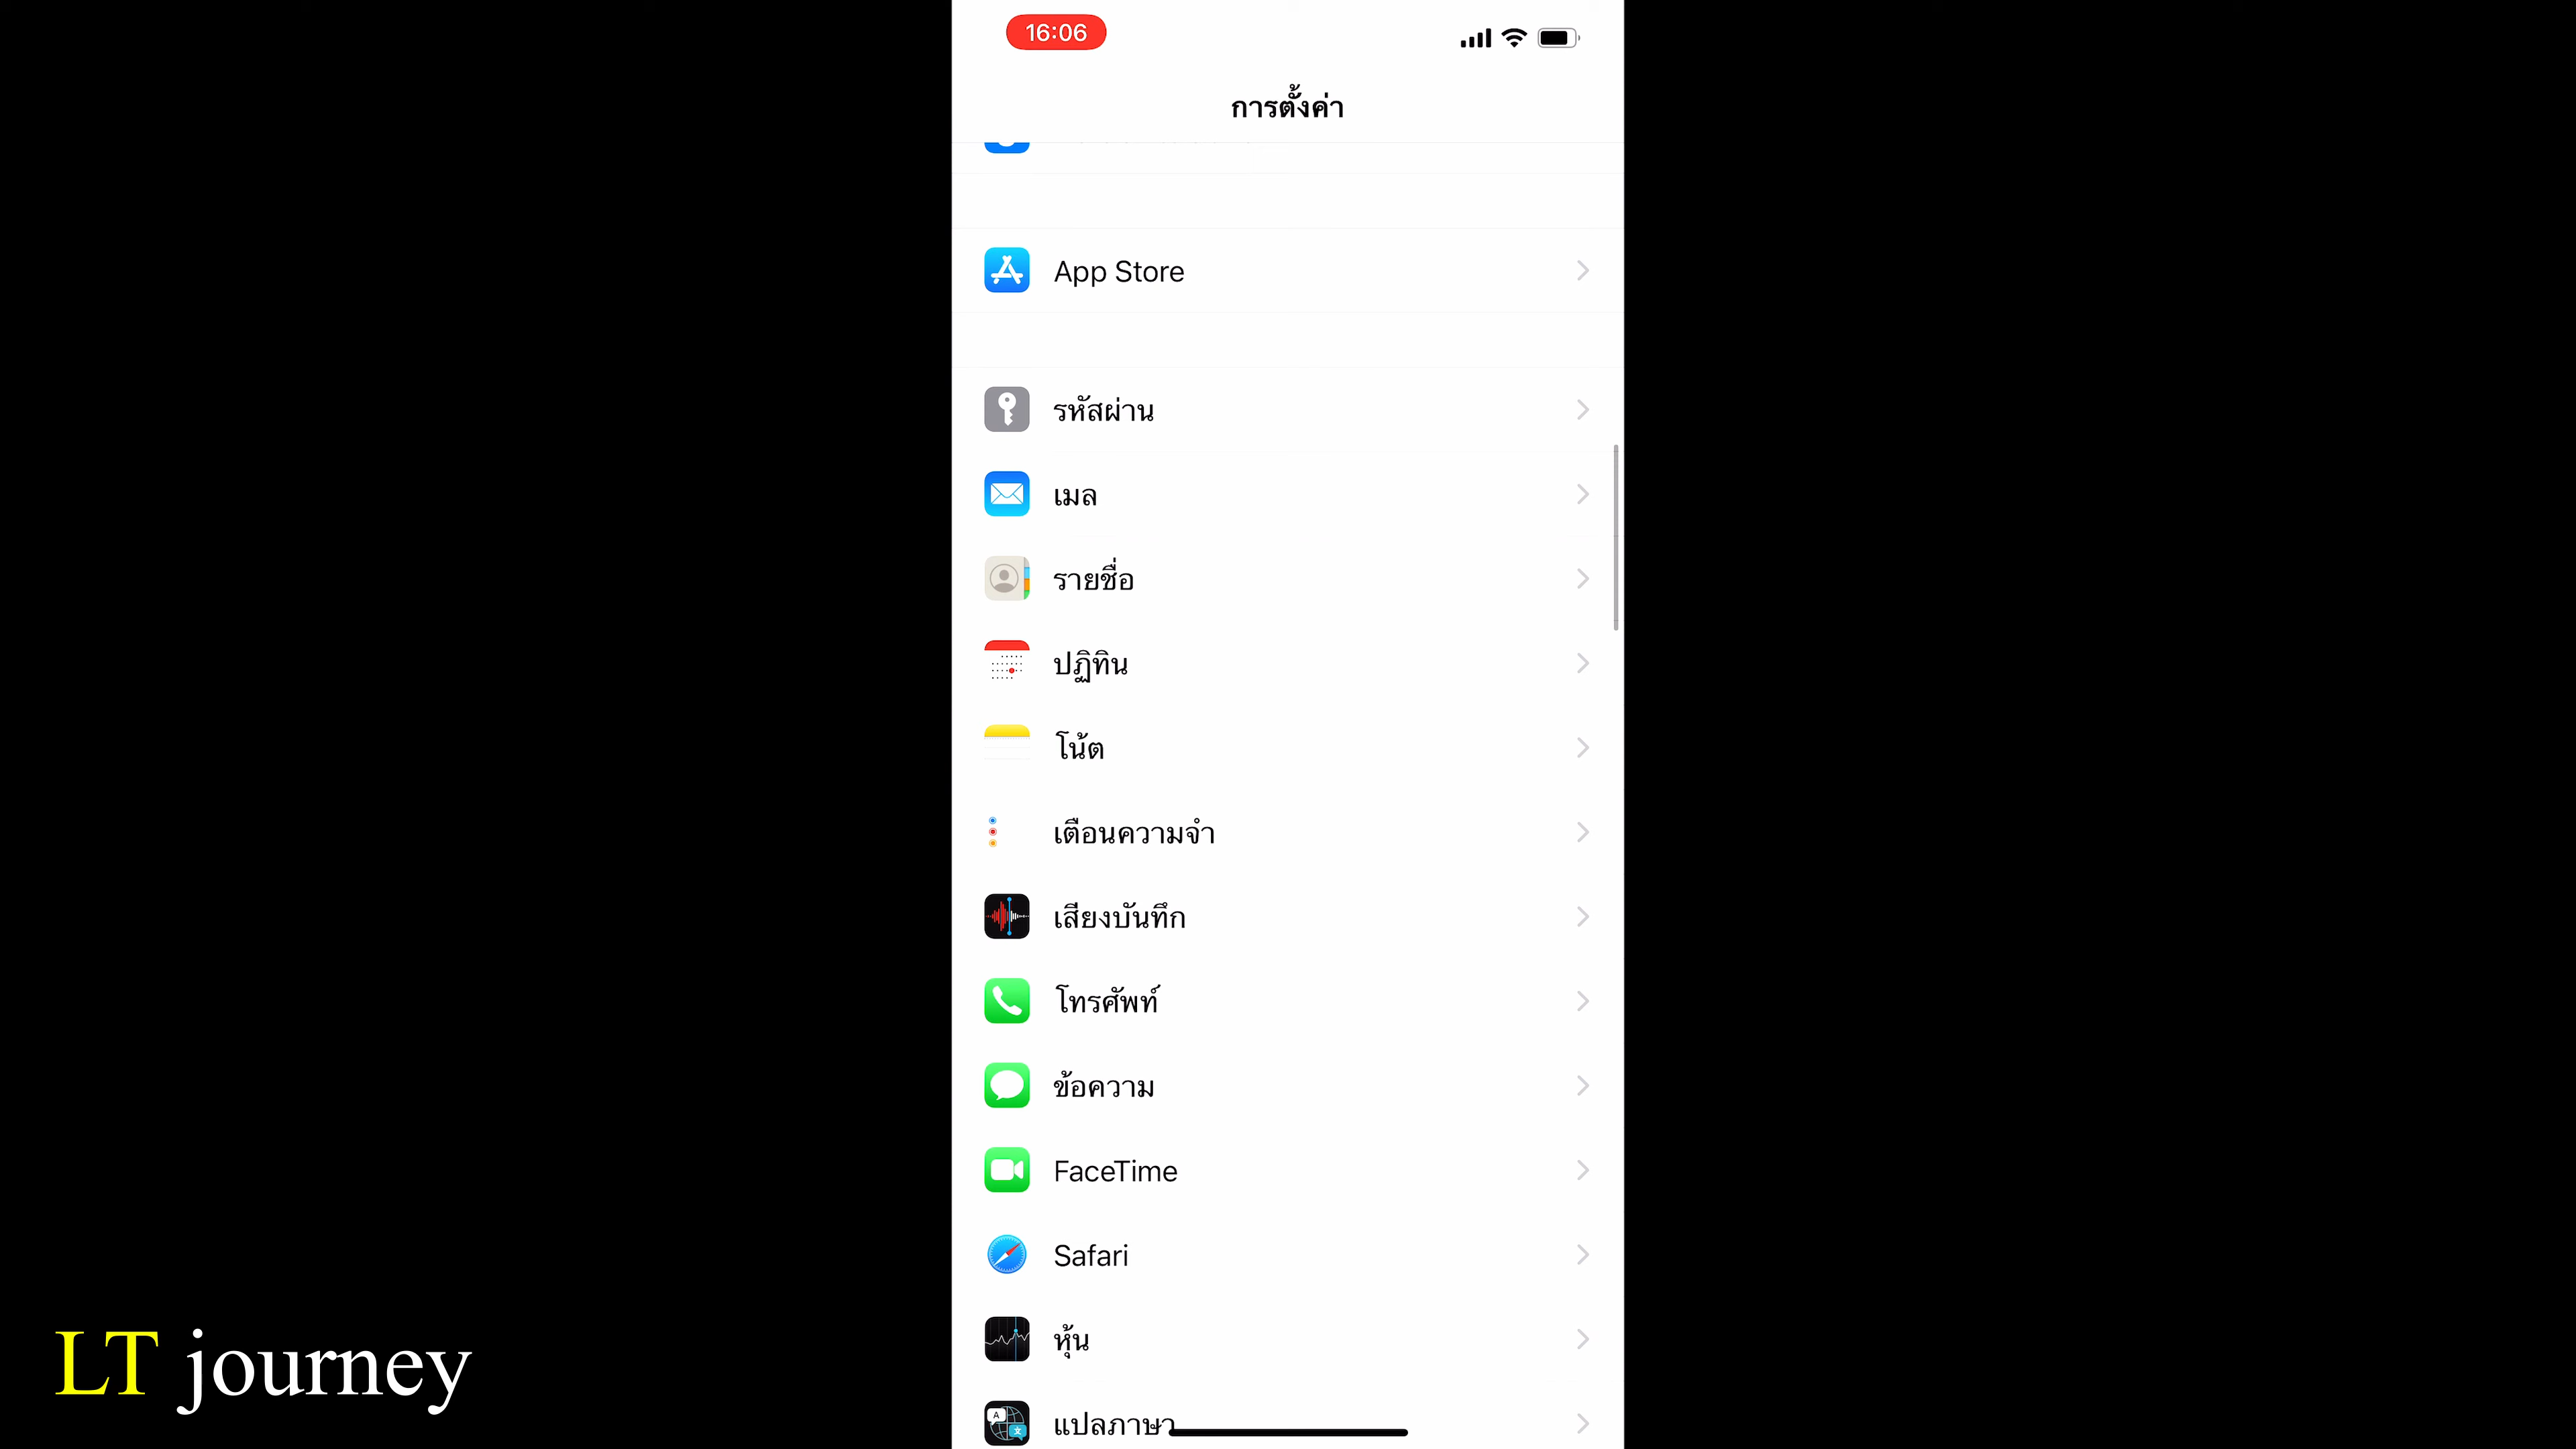 16:06
การตั้งค่า
App Store
รหัสผ่าน
เมล
รายชื่อ
ปฏิทิน
โน้ต
เตือนความจำ
เสียงบันทึก
โทรศัพท์
ข้อความ
FaceTime
Safari
หุ้น
แปลภาษา
LT journey